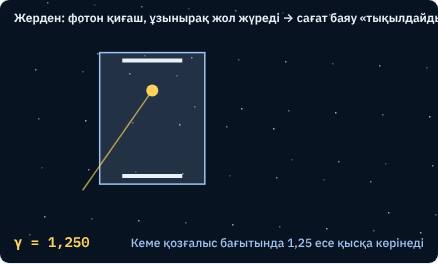 Жерден: фотон қиғаш, ұзынырақ жол жүреді → сағат баяу «тықылдайды
γ = 1,250
Кеме қозғалыс бағытында 1,25 есе қысқа көрінеді